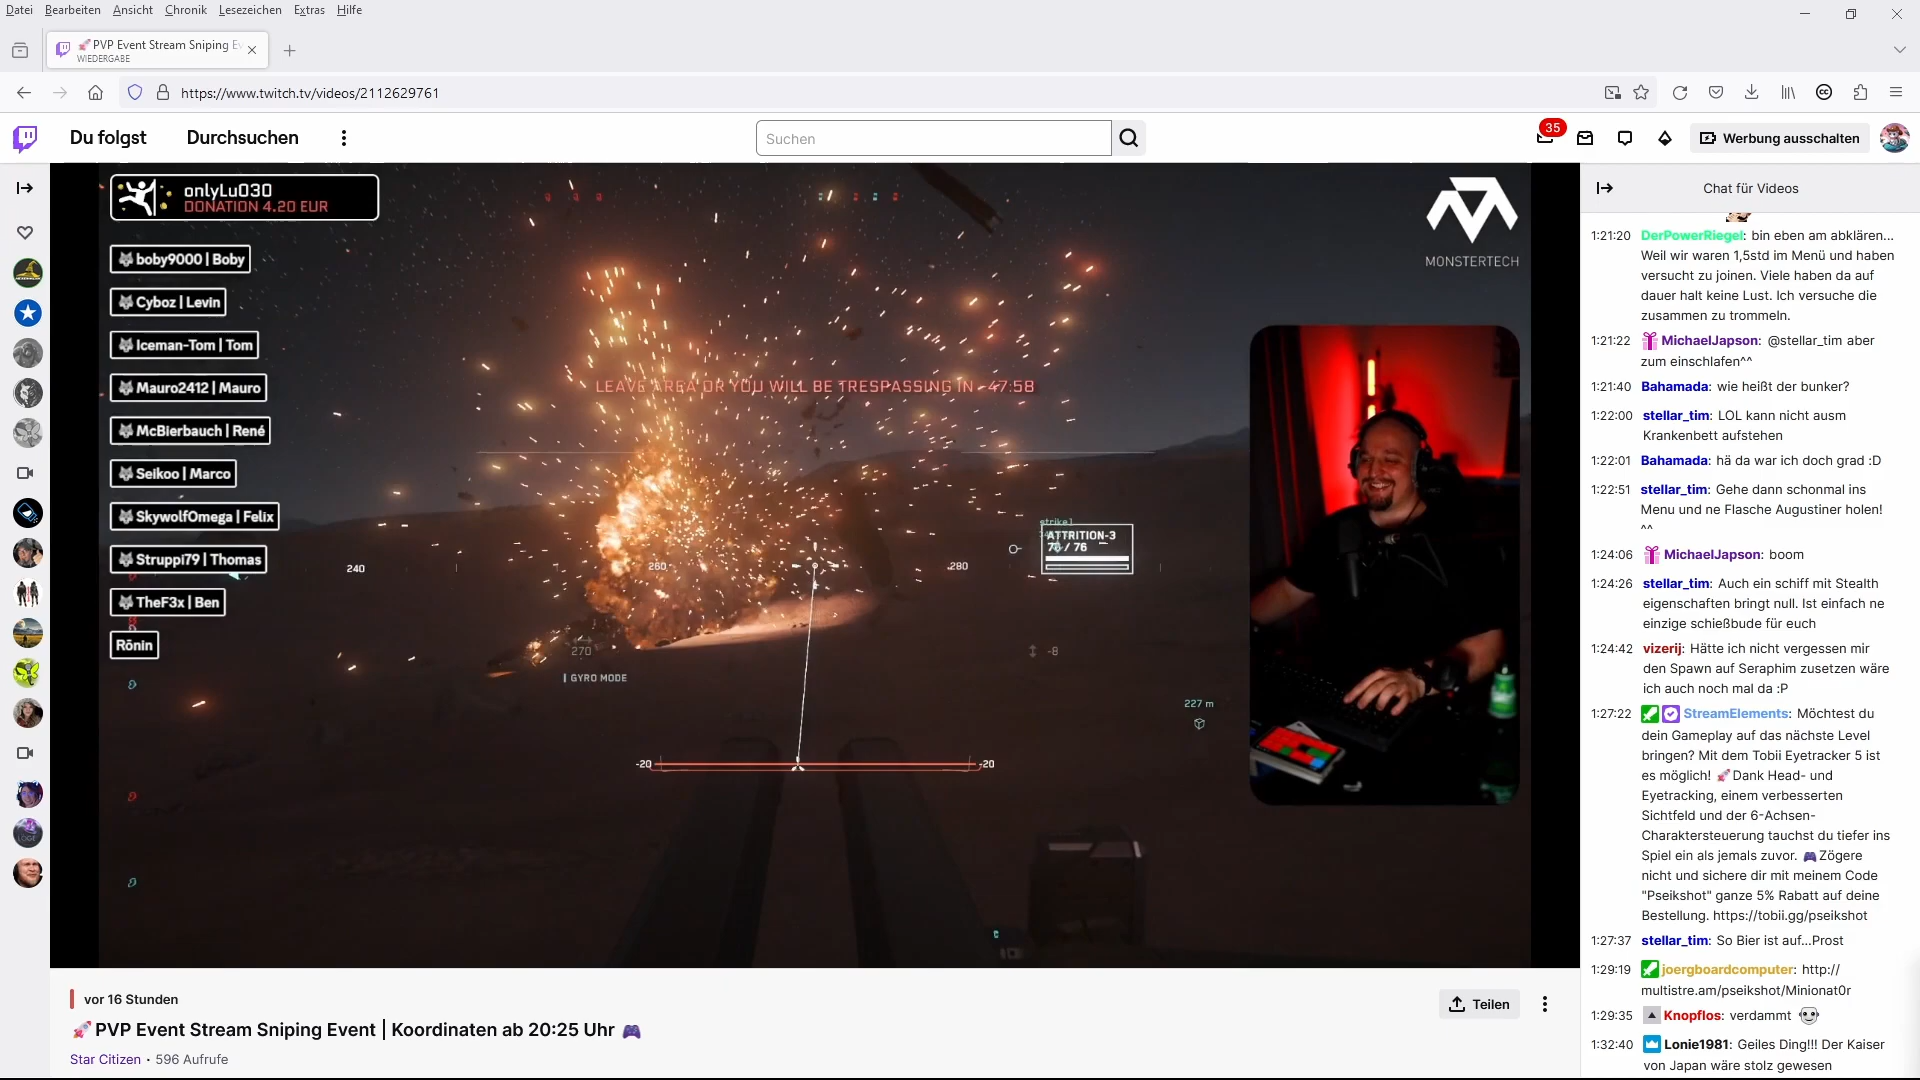 Datei Bearbeiten Ansicht Chronik Lesezeichen Extras Hilfe
PVP Event Stream Sniping Ev
WIEDERGABE
https://www.twitch.tv/videos/2112629761
Du folgst Durchsuchen
Suchen
35
Werbung ausschalten
onlyLu030
DONATION 4.20 EUR
boby9000 | Boby
Cyboz | Levin
Iceman-Tom | Tom
Mauro2412 | Mauro
McBierbauch | René
Seikoo | Marco
SkywolfOmega | Felix
Struppi79 | Thomas
TheF3x | Ben
Rōnin
MONSTERTECH
LEAVE AREA OR YOU WILL BE TRESPASSING IN -47:58
strike1
ATTRITION-3
76 / 76
240
260
280
270
-8
GYRO MODE
227 m
-20
-20
vor 16 Stunden
Teilen
PVP Event Stream Sniping Event | Koordinaten ab 20:25 Uhr
Star Citizen • 596 Aufrufe
Chat für Videos
1:21:20 DerPowerRiegel: bin eben am abklären...
Weil wir waren 1,5std im Menü und haben
versucht zu joinen. Viele haben da auf
dauer halt keine Lust. Ich versuche die
zusammen zu trommeln.
1:21:22 MichaelJapson: @stellar_tim aber
zum einschlafen^^
1:21:40 Bahamada: wie heißt der bunker?
1:22:00 stellar_tim: LOL kann nicht ausm
Krankenbett aufstehen
1:22:01 Bahamada: hä da war ich doch grad :D
1:22:51 stellar_tim: Gehe dann schonmal ins
Menu und ne Flasche Augustiner holen!
^^
1:24:06 MichaelJapson: boom
1:24:26 stellar_tim: Auch ein schiff mit Stealth
eigenschaften bringt null. Ist einfach ne
einzige schießbude für euch
1:24:42 vizerij: Hätte ich nicht vergessen mir
den Spawn auf Seraphim zusetzen wäre
ich auch noch mal da :P
1:27:22 StreamElements: Möchtest du
dein Gameplay auf das nächste Level
bringen? Mit dem Tobii Eyetracker 5 ist
es möglich! Dank Head- und
Eyetracking, einem verbesserten
Sichtfeld und der 6-Achsen-
Charaktersteuerung tauchst du tiefer ins
Spiel ein als jemals zuvor. Zögere
nicht und sichere dir mit meinem Code
"Pseikshot" ganze 5% Rabatt auf deine
Bestellung. https://tobii.gg/pseikshot
1:27:37 stellar_tim: So Bier ist auf...Prost
1:29:19 joergboardcomputer: http://
multistre.am/pseikshot/Minionat0r
1:29:35 Knopflos: verdammt
1:32:40 Lonie1981: Geiles Ding!!! Der Kaiser
von Japan wäre stolz gewesen